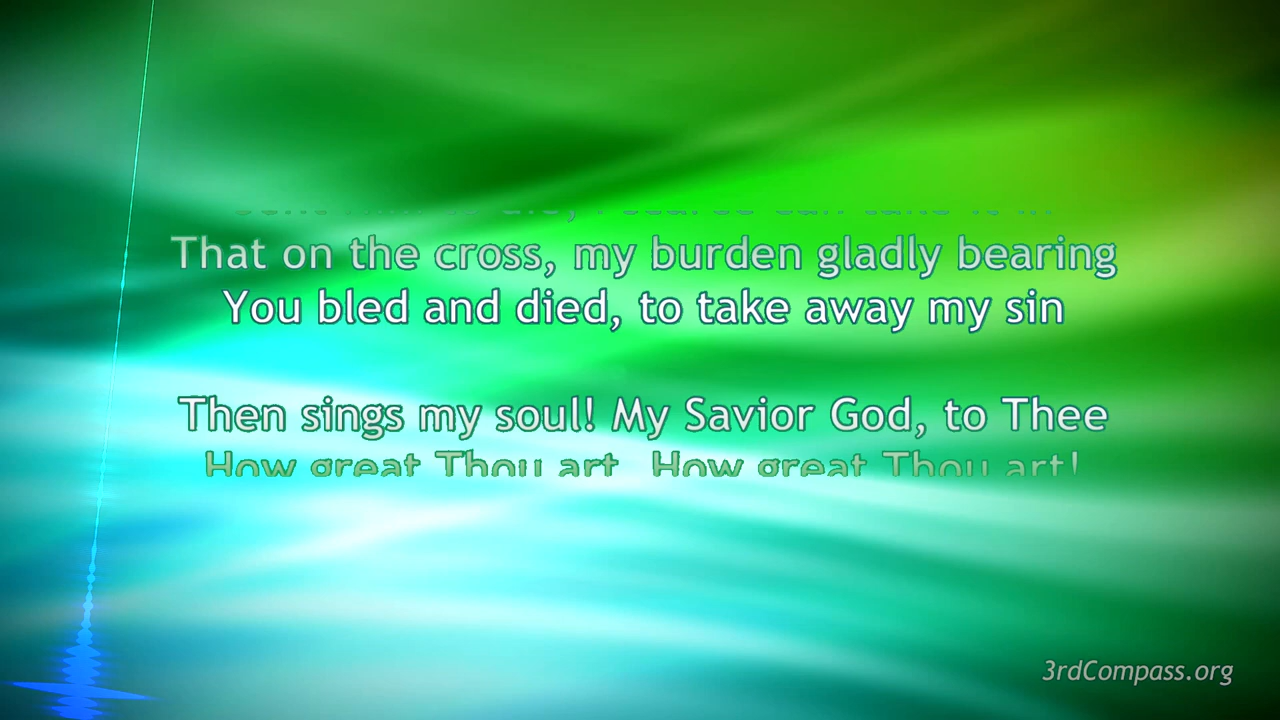 That on the cross, my burden gladly bearing
You bled and died, to take away my sin
Then sings my soul! My Savior God, to Thee
How great Thou art, How great Thou art!
3rdCompass.org